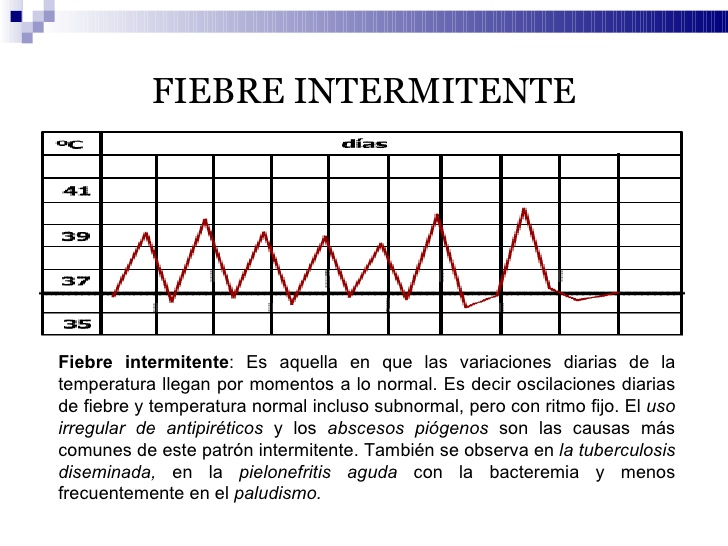 FIEBRE INTERMITENTE
ºC días
41
39
37
35
Fiebre intermitente: Es aquella en que las variaciones diarias de la
temperatura llegan por momentos a lo normal. Es decir oscilaciones diarias
de fiebre y temperatura normal incluso subnormal, pero con ritmo fijo. El uso
irregular de antipiréticos y los abscesos piógenos son las causas más
comunes de este patrón intermitente. También se observa en la tuberculosis
diseminada, en la pielonefritis aguda con la bacteremia y menos
frecuentemente en el paludismo.